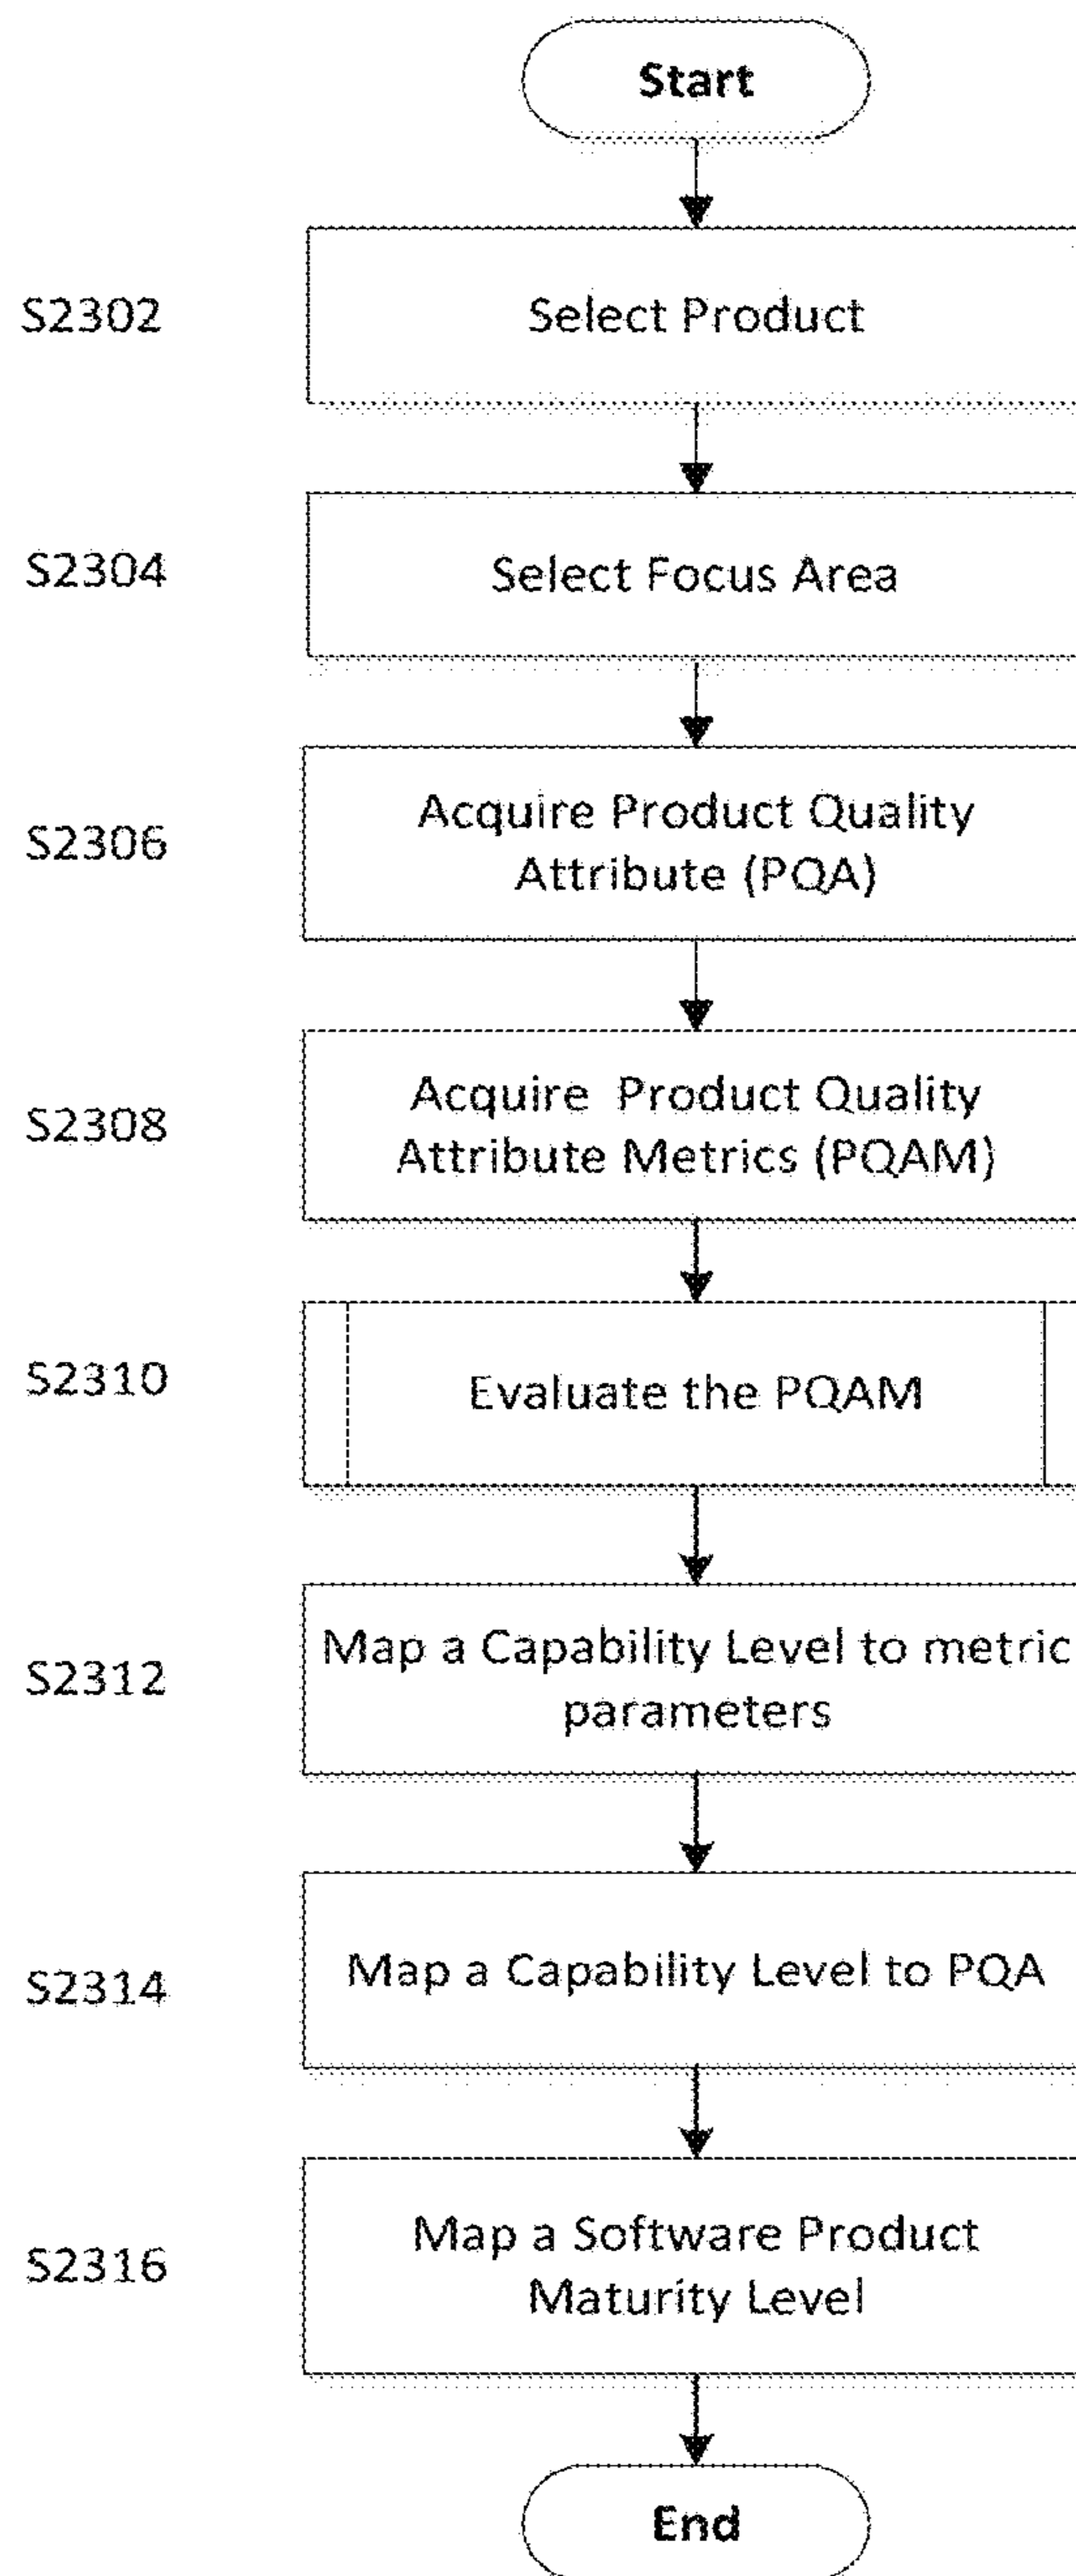 Start
S2302
Select Product
S2304
Select Focus Area
S2306
Acquire Product Quality
Attribute (PQA)
S2308
Acquire Product Quality
Attribute Metrics (PQAM)
S2310
Evaluate the PQAM
S2312
Map a Capability Level to metric
parameters
S2314
Map a Capability Level to PQA
S2316
Map a Software Product
Maturity Level
End